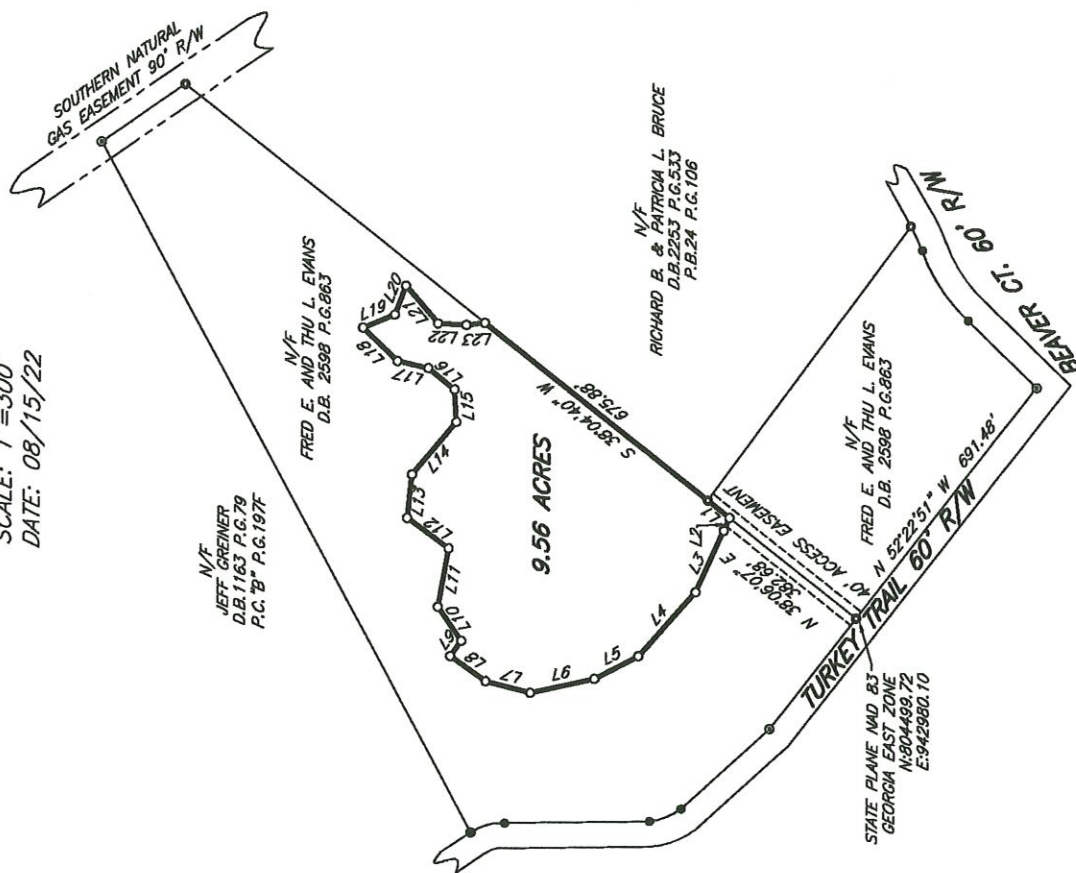 SCALE: 1"=300'
DATE: 08/15/22
SOUTHERN NATURAL
GAS EASEMENT 90' R/W
N/F
JEFF GREINER
D.B.1163 P.G.79
P.C."B" P.G.197F
N/F
FRED E. AND THU L. EVANS
D.B. 2598 P.G.863
N/F
RICHARD B. & PATRICIA L. BRUCE
D.B.2253 P.G.533
P.B.24 P.G.106
L20
L19
L21
L18
L22
L17
L23
L16
L15
L14
L13
L12
L11
L10
L9
L8
L7
L6
L5
L4
L3
L2
L1
9.56 ACRES
S 38°04'40" W
675.88'
N 38°06'07" E
382.68'
40' ACCESS EASEMENT
N/F
FRED E. AND THU L. EVANS
D.B. 2598 P.G.863
N 52°22'51" W 691.48'
TURKEY TRAIL 60' R/W
BEAVER CT. 60' R/W
STATE PLANE NAD 83
GEORGIA EAST ZONE
N:804499.72
E:942980.10